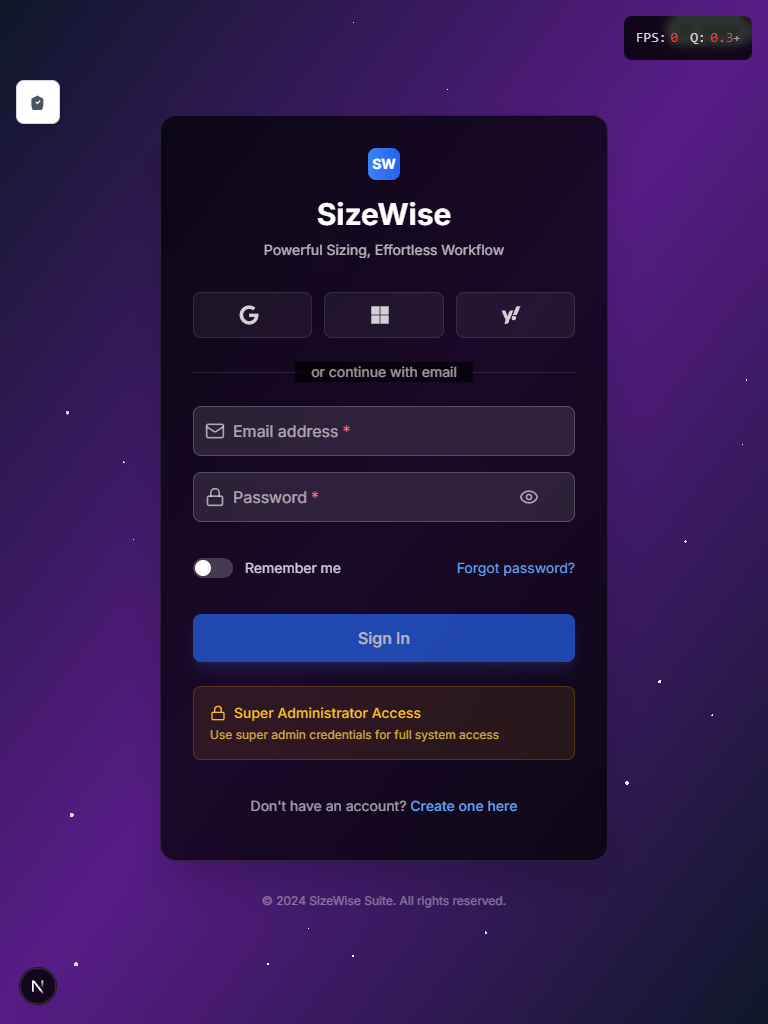 FPS: 0 Q: 0.3+
SW
SizeWise
Powerful Sizing, Effortless Workflow
or continue with email
Email address *
Password *
Remember me
Forgot password?
Sign In
Super Administrator Access
Use super admin credentials for full system access
Don't have an account? Create one here
© 2024 SizeWise Suite. All rights reserved.
N